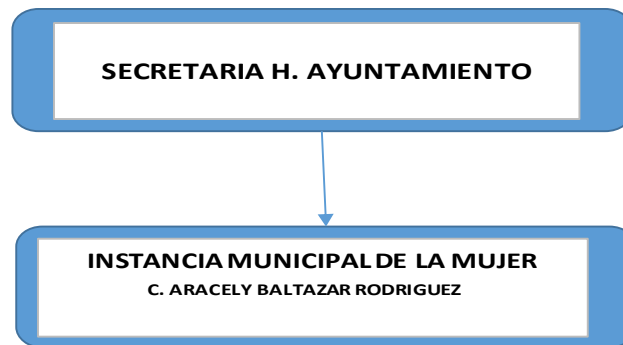 SECRETARIA H. AYUNTAMIENTO
INSTANCIA MUNICIPAL DE LA MUJER
C. ARACELY BALTAZAR RODRIGUEZ